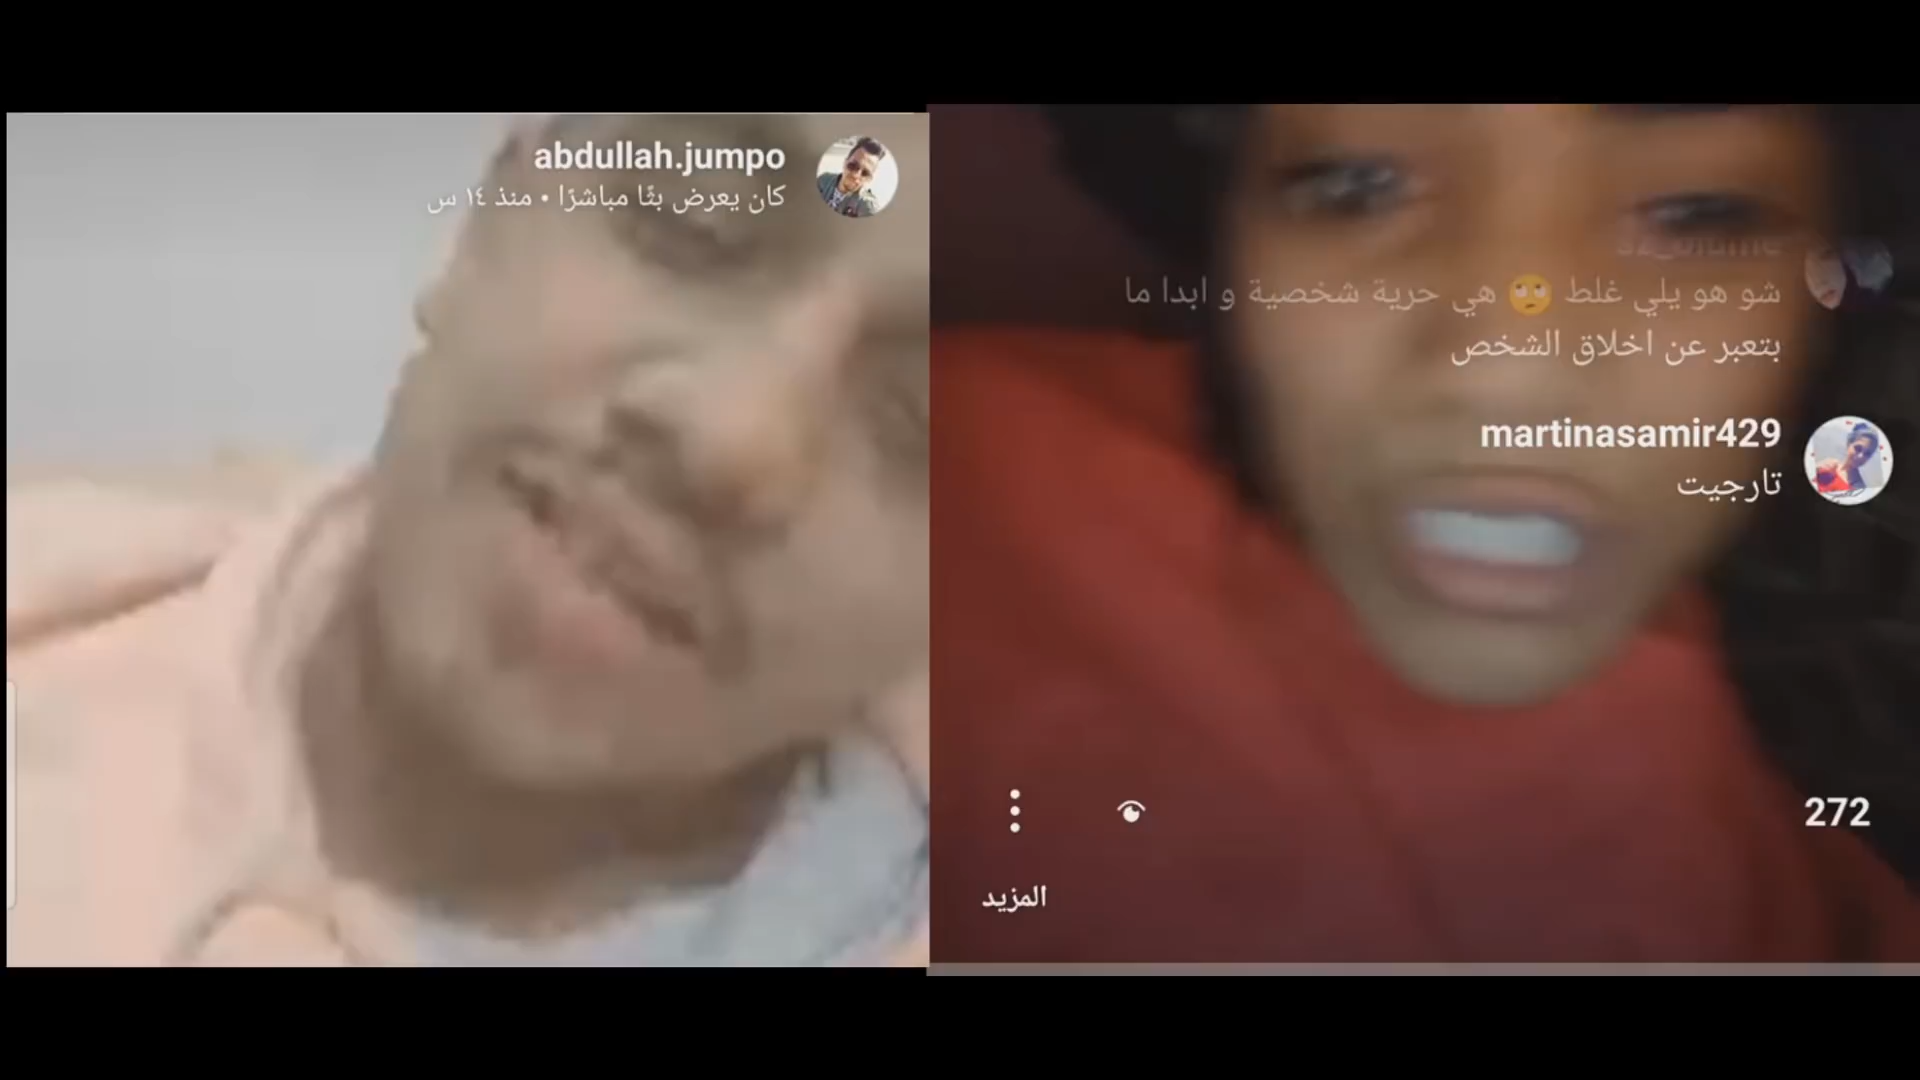 abdullah.jumpo
كان يعرض بثًا مباشرًا • منذ ١٤ س
شو هو يلي غلط 🙄 هي حرية شخصية و ابدا ما
بتعبر عن اخلاق الشخص
martinasamir429
تارجيت
272
المزيد